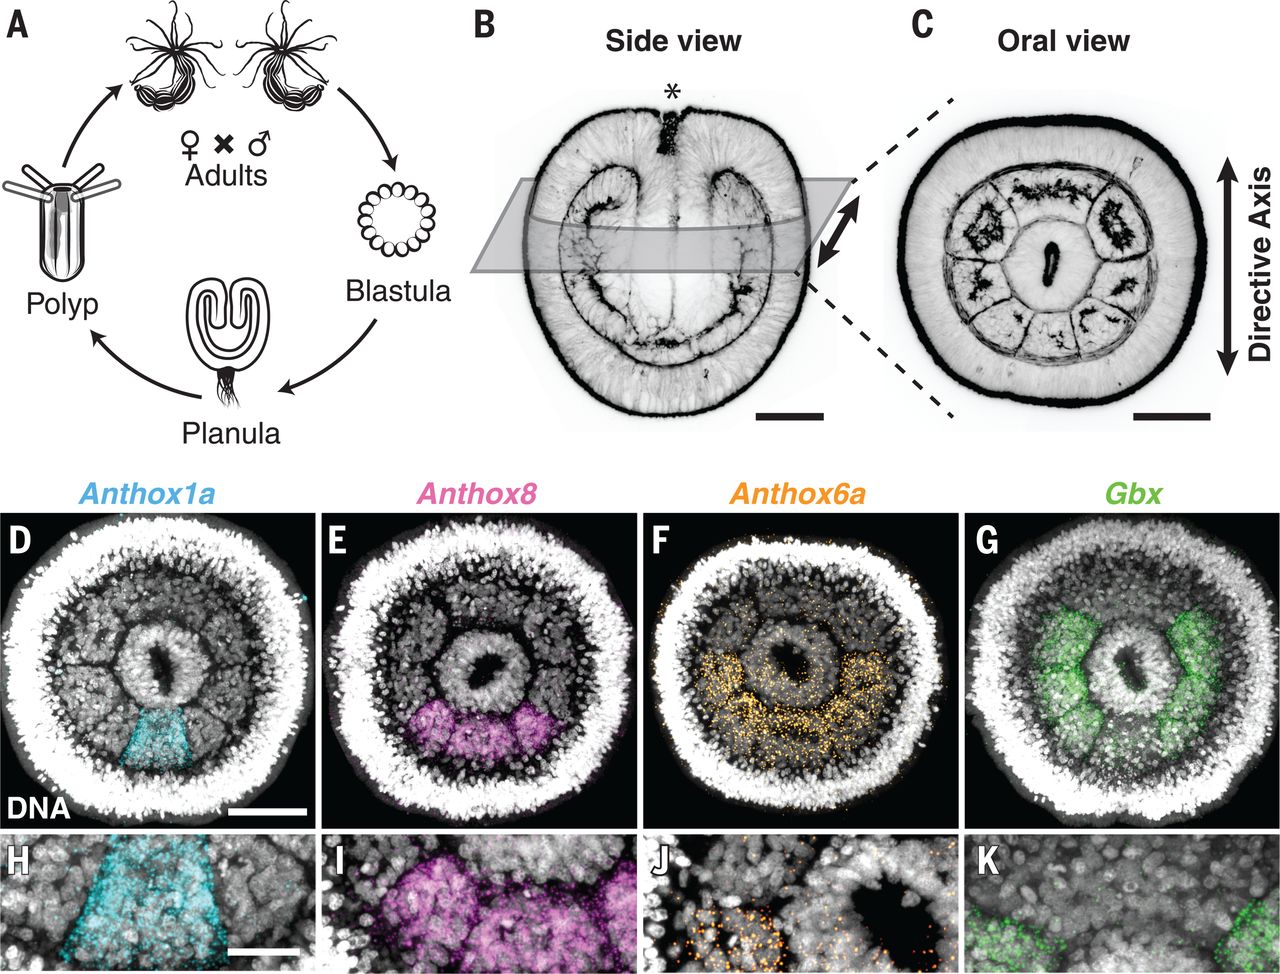 A
♀ ✖ ♂
Adults
Polyp
Blastula
Planula
B
Side view
*
C
Oral view
Directive Axis
Anthox1a
Anthox8
Anthox6a
Gbx
D
E
F
G
DNA
H
I
J
K